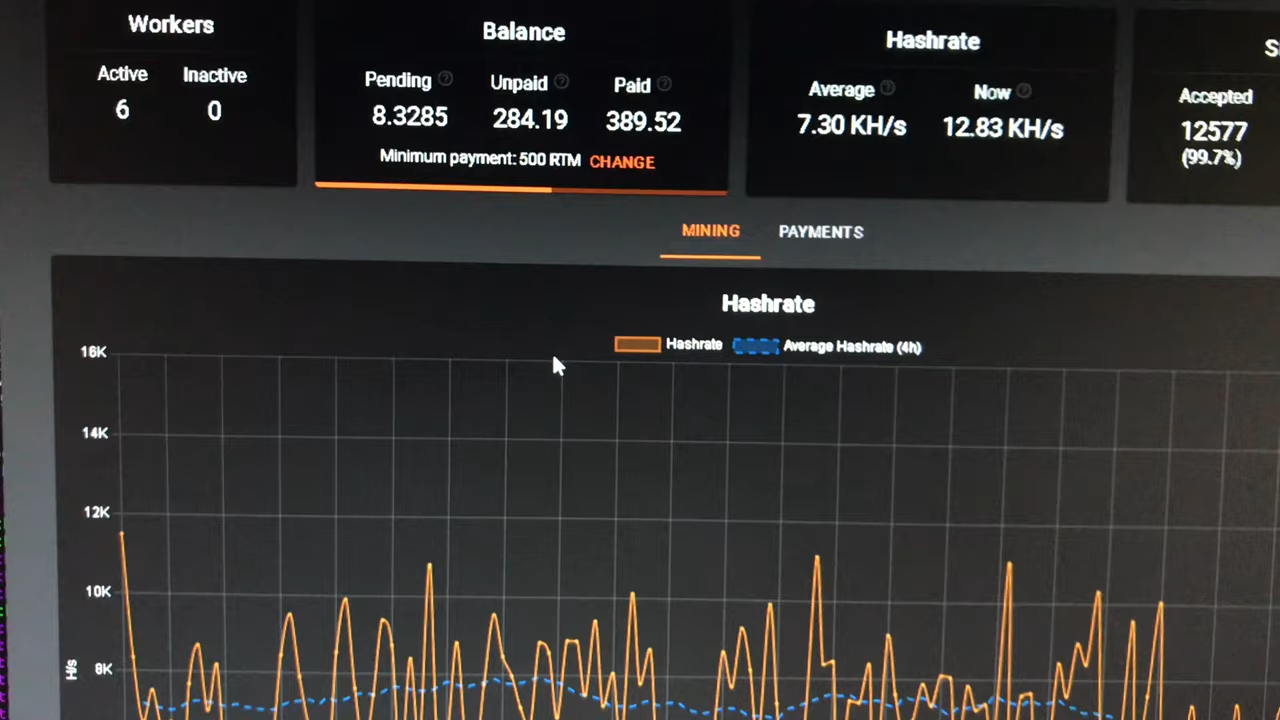 Workers
Active Inactive
6 0
Balance
Pending Unpaid Paid
8.3285 284.19 389.52
Minimum payment: 500 RTM CHANGE
Hashrate
Average Now
7.30 KH/s 12.83 KH/s
Accepted
12577
(99.7%)
MINING PAYMENTS
Hashrate
Hashrate Average Hashrate (4h)
16K
14K
12K
10K
8K
H/s